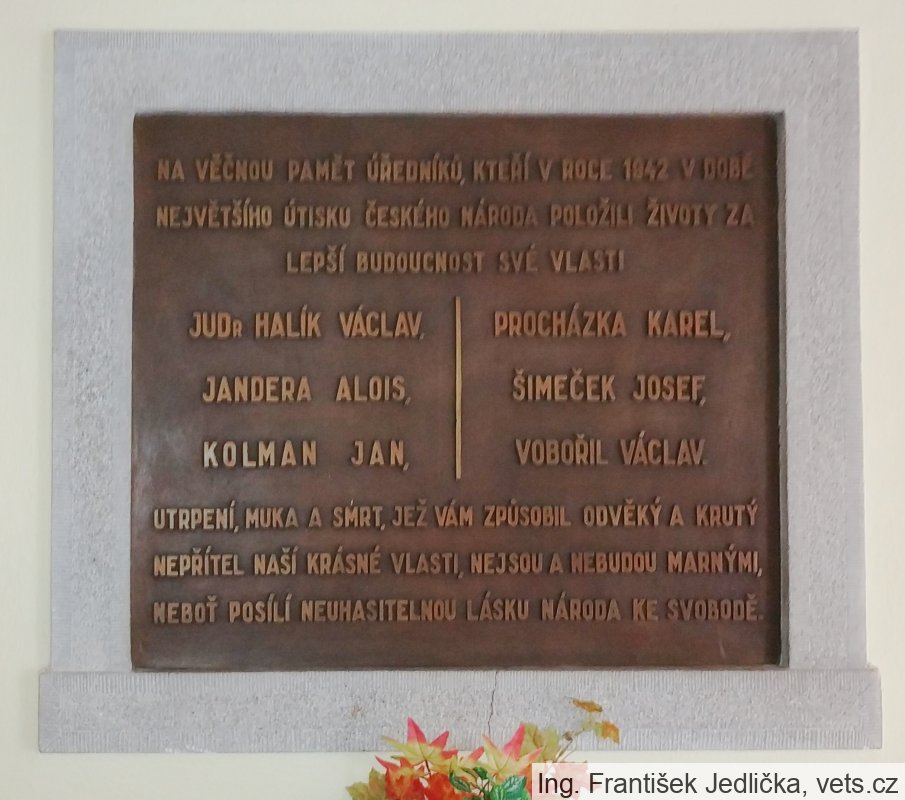 NA VĚČNOU PAMĚT ÚŘEDNÍKŮ, KTEŘÍ V ROCE 1942 V DOBĚ
NEJVĚTŠÍHO ÚTISKU ČESKÉHO NÁRODA POLOŽILI ŽIVOTY ZA
LEPŠÍ BUDOUCNOST SVÉ VLASTI
JUDr HALÍK VÁCLAV,
JANDERA ALOIS,
KOLMAN JAN,
PROCHÁZKA KAREL,
ŠIMEČEK JOSEF,
VOBOŘIL VÁCLAV.
UTRPENÍ, MUKA A SMRT, JEŽ VÁM ZPŮSOBIL ODVĚKÝ A KRUTÝ
NEPŘÍTEL NAŠÍ KRÁSNÉ VLASTI, NEJSOU A NEBUDOU MARNÝMI,
NEBOŤ POSÍLÍ NEUHASITELNOU LÁSKU NÁRODA KE SVOBODĚ.
Ing. František Jedlička, vets.cz